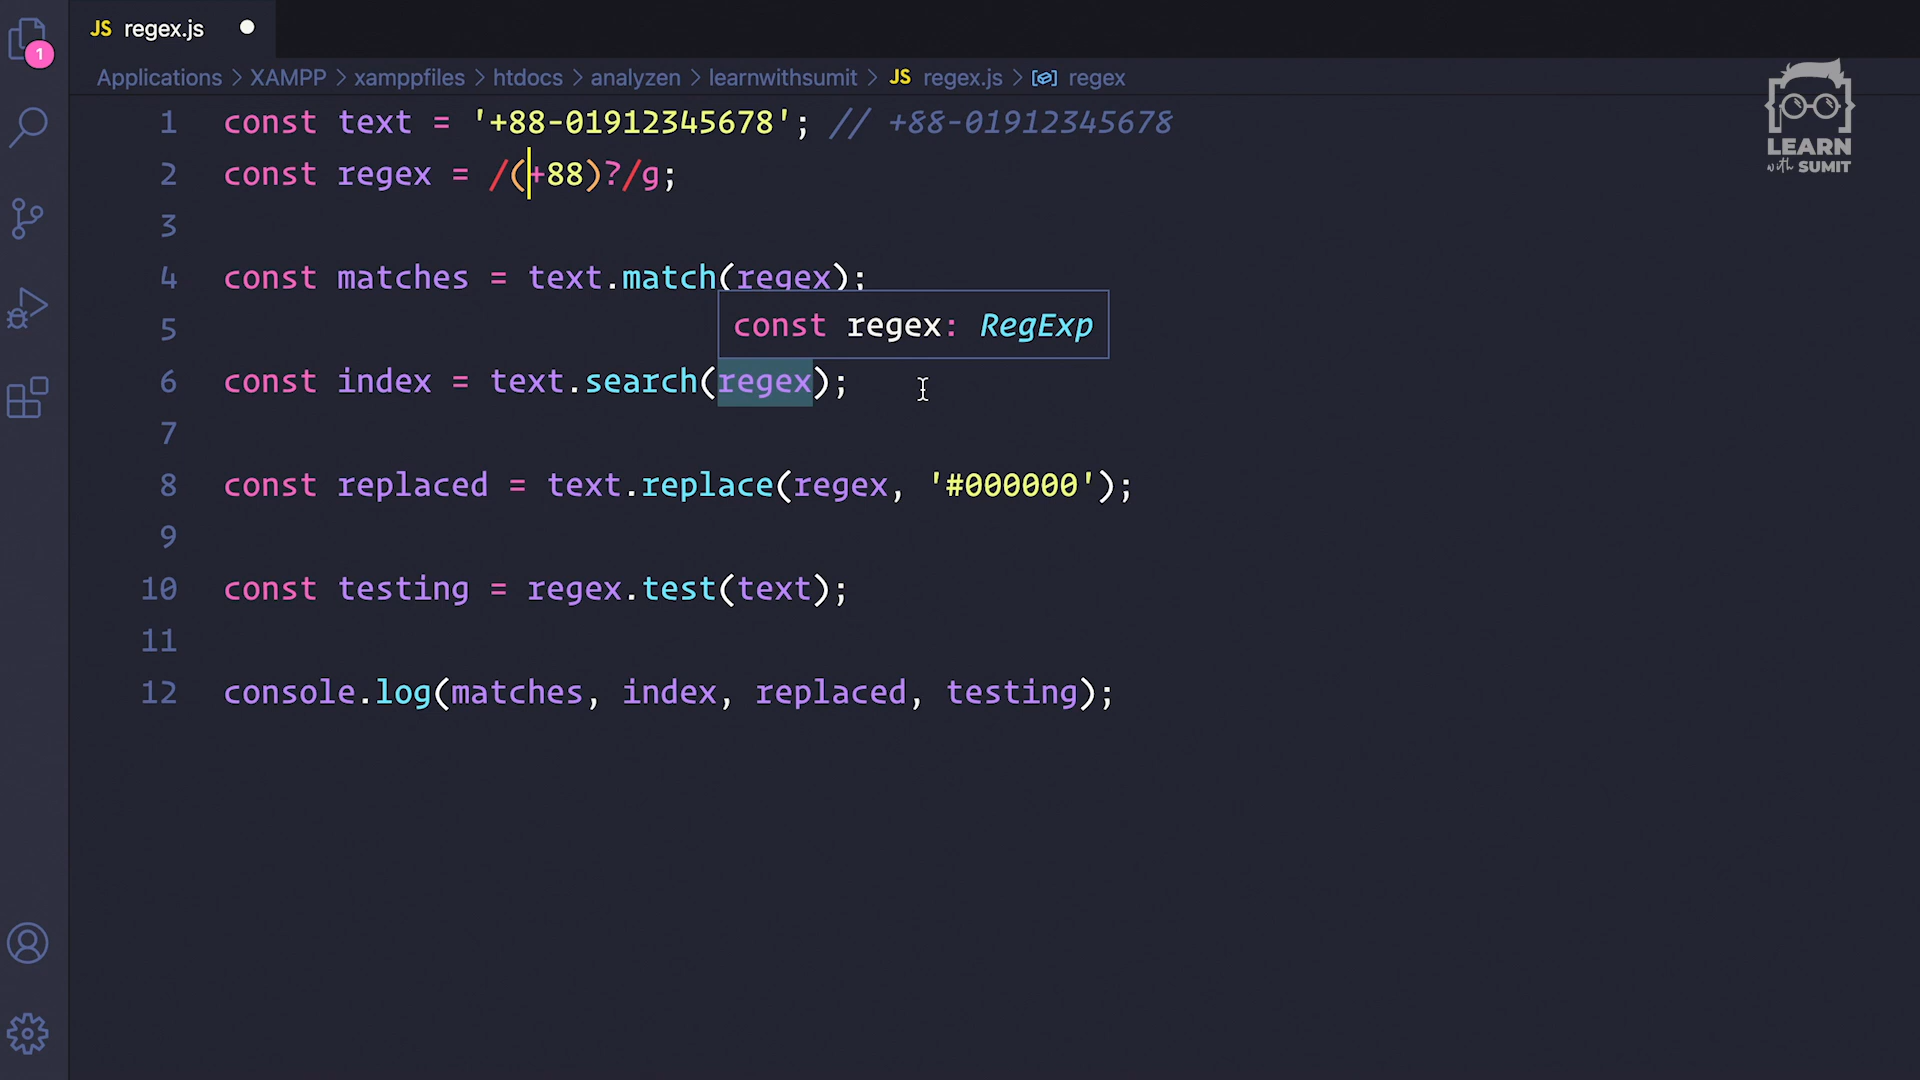 JS regex.js
1
Applications > XAMPP > xamppfiles > htdocs > analyzen > learnwithsumit > JS regex.js > regex
LEARN
with SUMIT
1 const text = '+88-01912345678'; // +88-01912345678
2 const regex = /(+88)?/g;
3
4 const matches = text.match(regex);
const regex: RegExp
5
6 const index = text.search(regex);
7
8 const replaced = text.replace(regex, '#000000');
9
10 const testing = regex.test(text);
11
12 console.log(matches, index, replaced, testing);